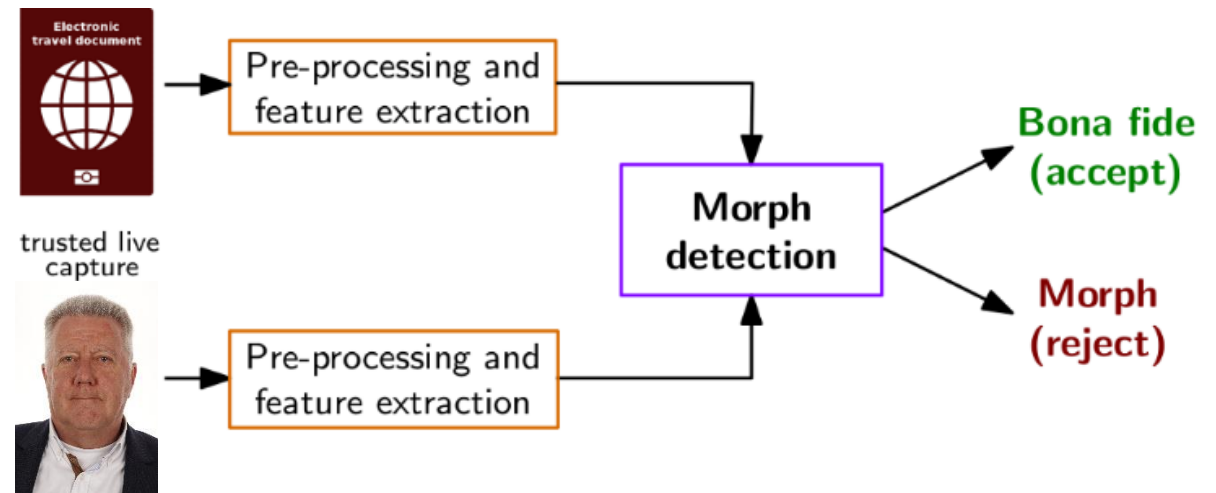 Electronic
travel document
Pre-processing and
feature extraction
trusted live
capture
Pre-processing and
feature extraction
Morph
detection
Bona fide
(accept)
Morph
(reject)